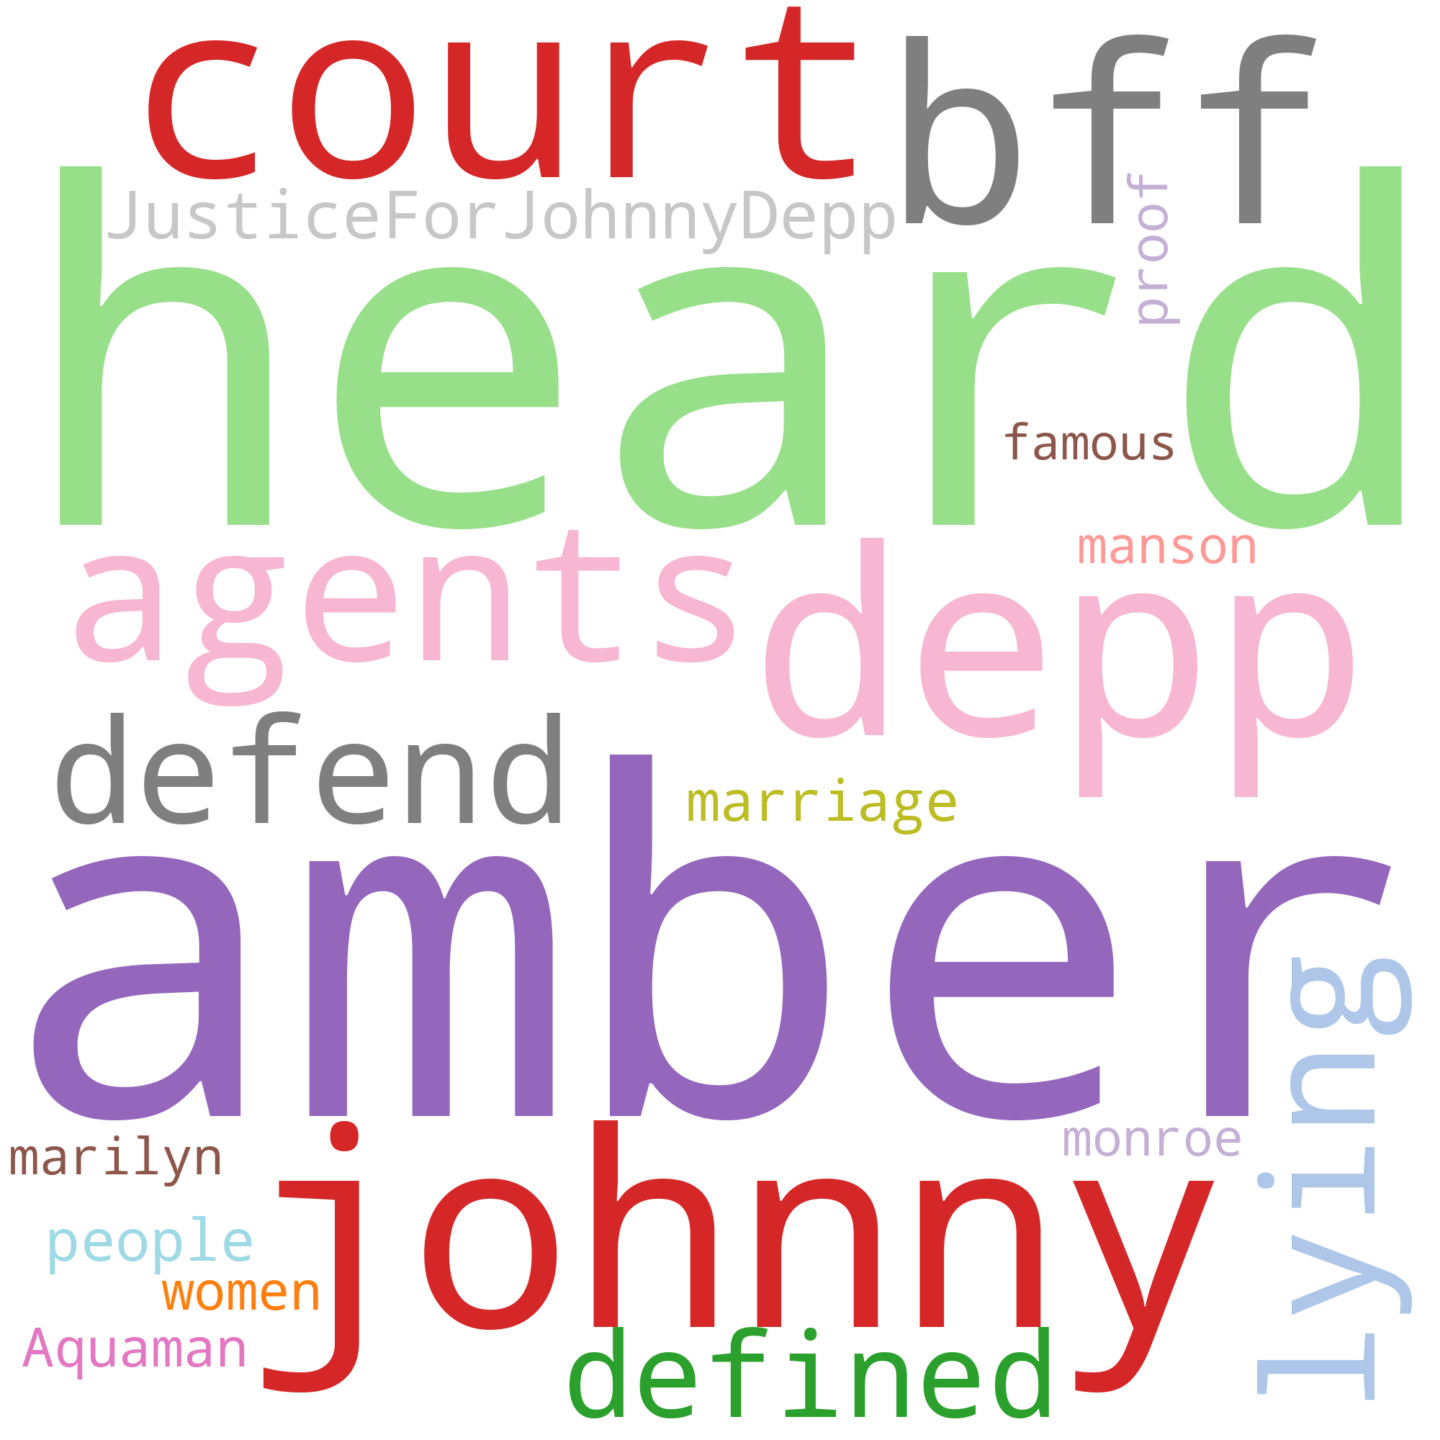 court
bff
JusticeForJohnnyDepp
proof
heard
famous
agents
manson
depp
defend
marriage
amber
lying
marilyn
monroe
johnny
people
women
Aquaman
defined